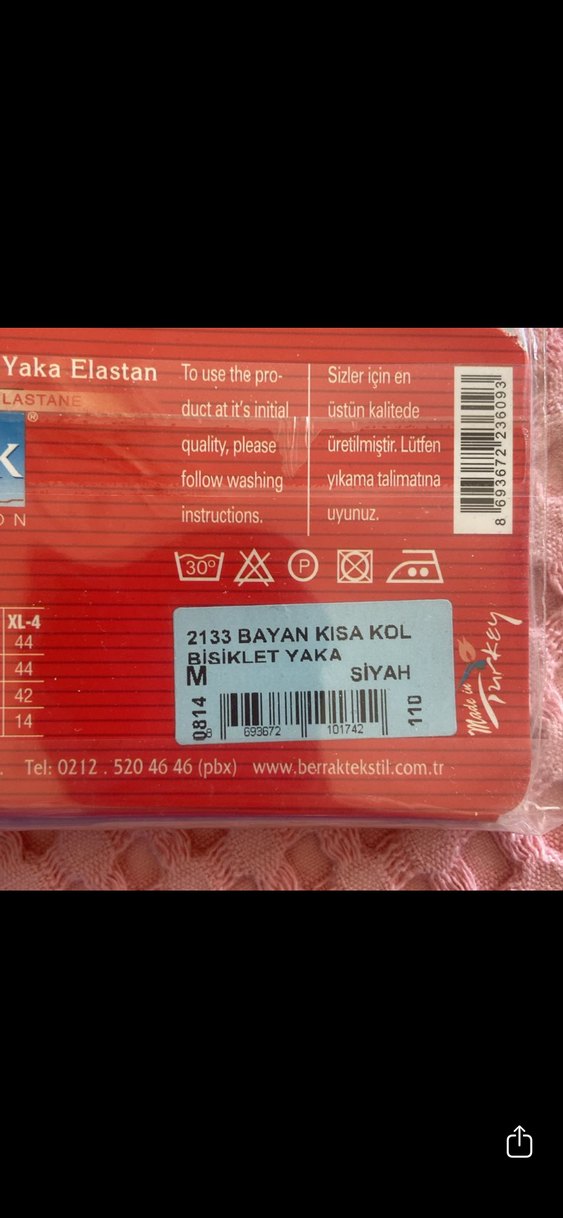 Yaka Elastan
LASTANE
®
K
O N
To use the pro-
duct at it's initial
quality, please
follow washing
instructions.
Sizler için en
üstün kalitede
üretilmiştir. Lütfen
yıkama talimatına
uyunuz.
8 693672 236093
30°
P
XL-4
44
44
42
14
2133 BAYAN KISA KOL
BİSİKLET YAKA
M SİYAH
0814
8 693672 101742
110
Made in
Turkey
. Tel: 0212 . 520 46 46 (pbx) www.berraktekstil.com.tr